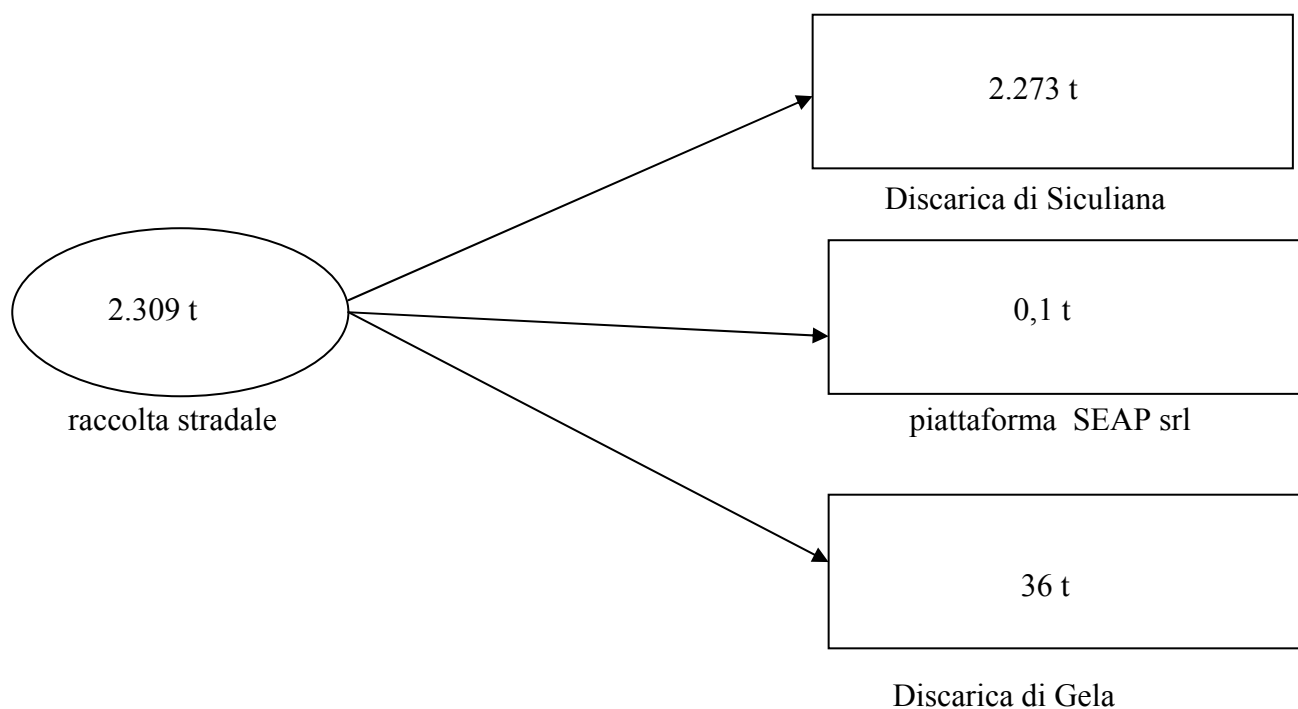 2.273 t
Discarica di Siculiana
2.309 t
raccolta stradale
0,1 t
piattaforma SEAP srl
36 t
Discarica di Gela